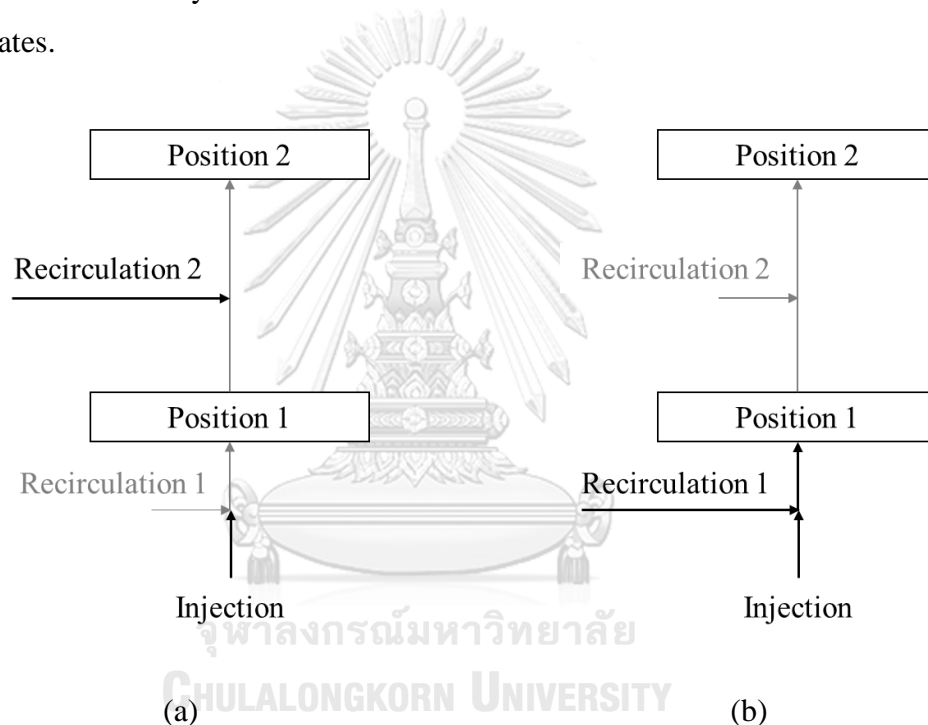 ates.
Position 2
Position 2
Recirculation 2
Recirculation 2
Position 1
Position 1
Recirculation 1
Recirculation 1
Injection
Injection
จุฬาลงกรณ์มหาวิทยาลัย
CHULALONGKORN UNIVERSITY
(a)
(b)